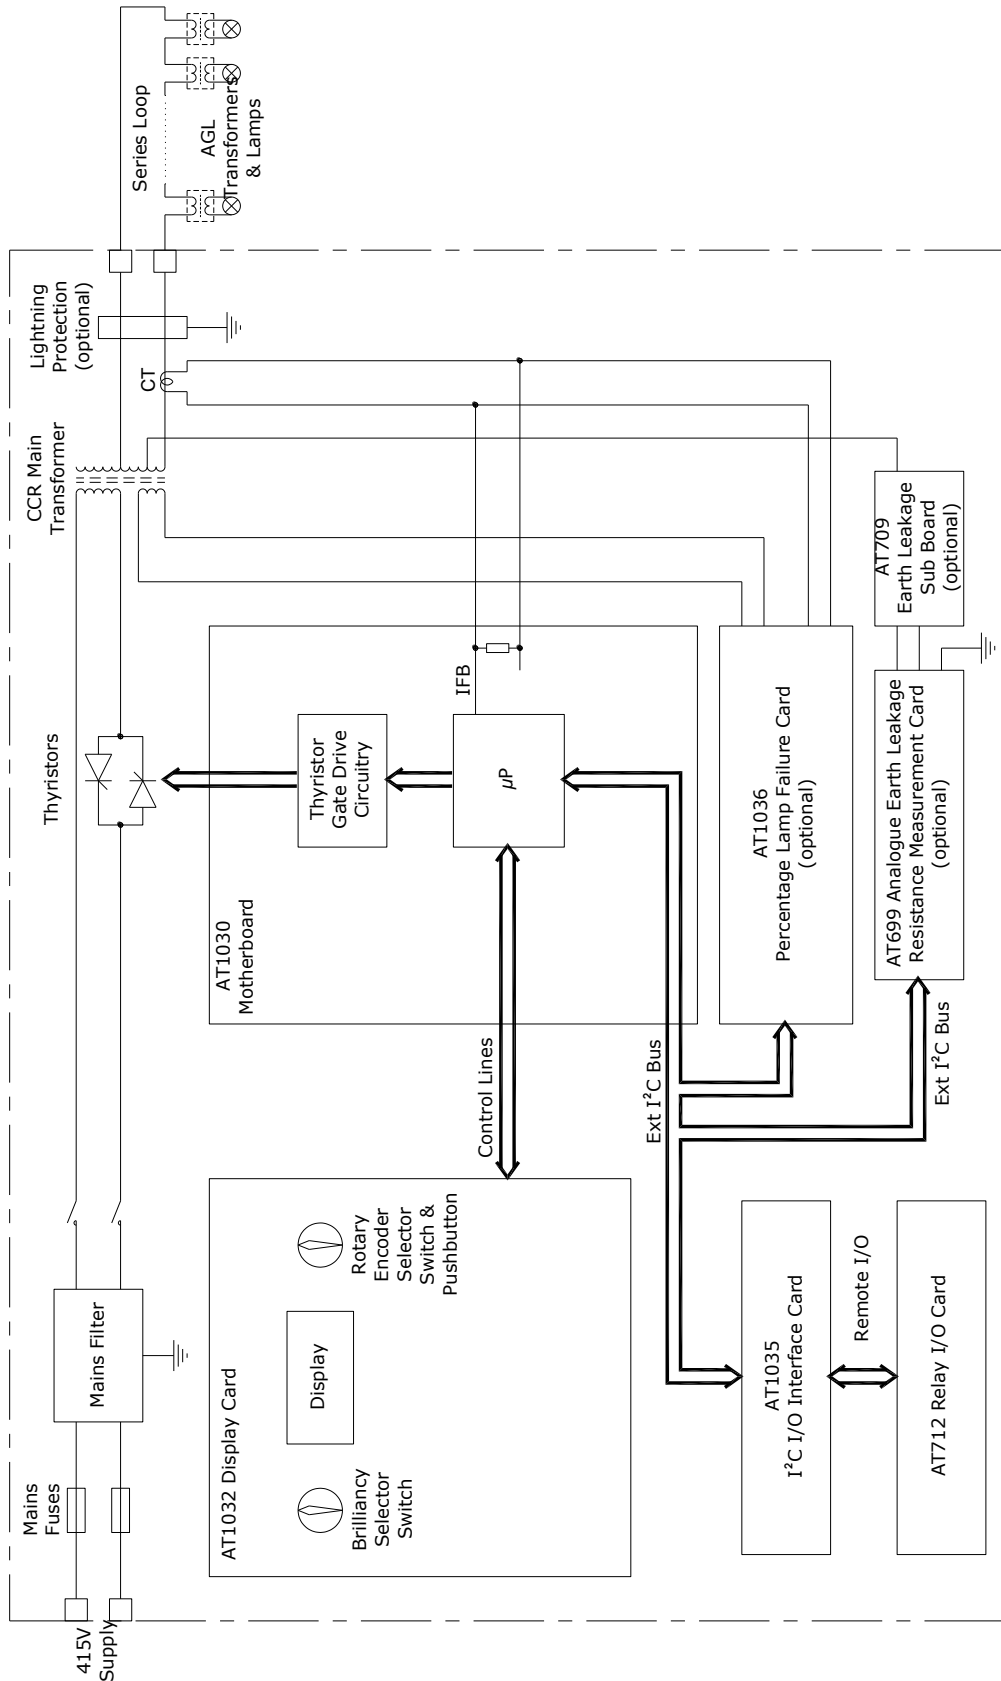 415V
Supply
Mains
Fuses
Mains Filter
Thyristors
CCR Main
Transformer
CT
Lightning
Protection
(optional)
Series Loop
AGL
Transformers
& Lamps
AT1032 Display Card
Brilliancy
Selector
Switch
Display
Rotary
Encoder
Selector
Switch &
Pushbutton
Control Lines
AT1030
Motherboard
Thyristor
Gate Drive
Circuitry
µP
IFB
Ext I²C Bus
AT1036
Percentage Lamp Failure Card
(optional)
AT1035
I²C I/O Interface Card
Remote I/O
AT712 Relay I/O Card
Ext I²C Bus
AT699 Analogue Earth Leakage
Resistance Measurement Card
(optional)
AT709
Earth Leakage
Sub Board
(optional)